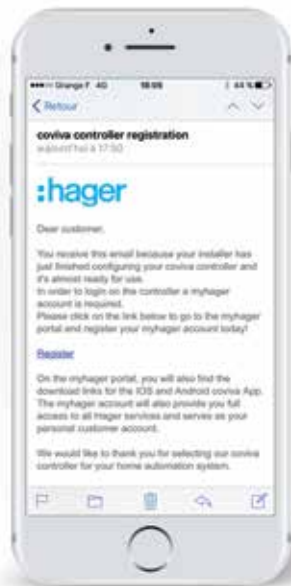 Orange F 4G 18:05 44 %
Retour
coviva controller registration
aujourd'hui à 17:50
:hager
Dear customer,
You receive this email because your installer has
just finished configuring your coviva controller and
it's almost ready for use.
In order to login on the controller a myhager
account is required.
Please click on the link below to go to the myhager
portal and register your myhager account today!
Register
On the myhager portal, you will also find the
download links for the IOS and Android coviva App.
The myhager account will also provide you full
access to all Hager services and serves as your
personal customer account.
We would like to thank you for selecting our coviva
controller for your home automation system.